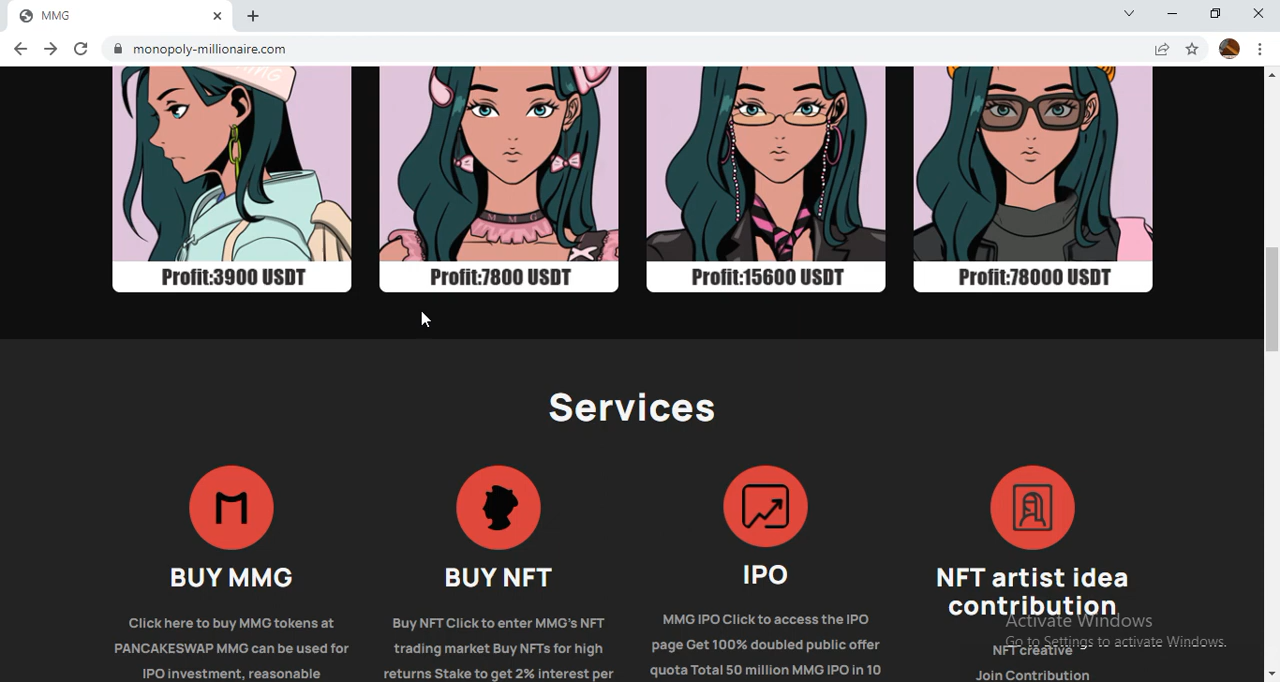 MMG
monopoly-millionaire.com
MMG
Profit:3900 USDT
Profit:7800 USDT
Profit:15600 USDT
Profit:78000 USDT
Services
BUY MMG
Click here to buy MMG tokens at
PANCAKESWAP MMG can be used for
IPO investment, reasonable
BUY NFT
Buy NFT Click to enter MMG's NFT
trading market Buy NFTs for high
returns Stake to get 2% interest per
IPO
MMG IPO Click to access the IPO
page Get 100% doubled public offer
quota Total 50 million MMG IPO in 10
NFT artist idea
contribution
NFT creative
Join Contribution
Activate Windows
Go to Settings to activate Windows.